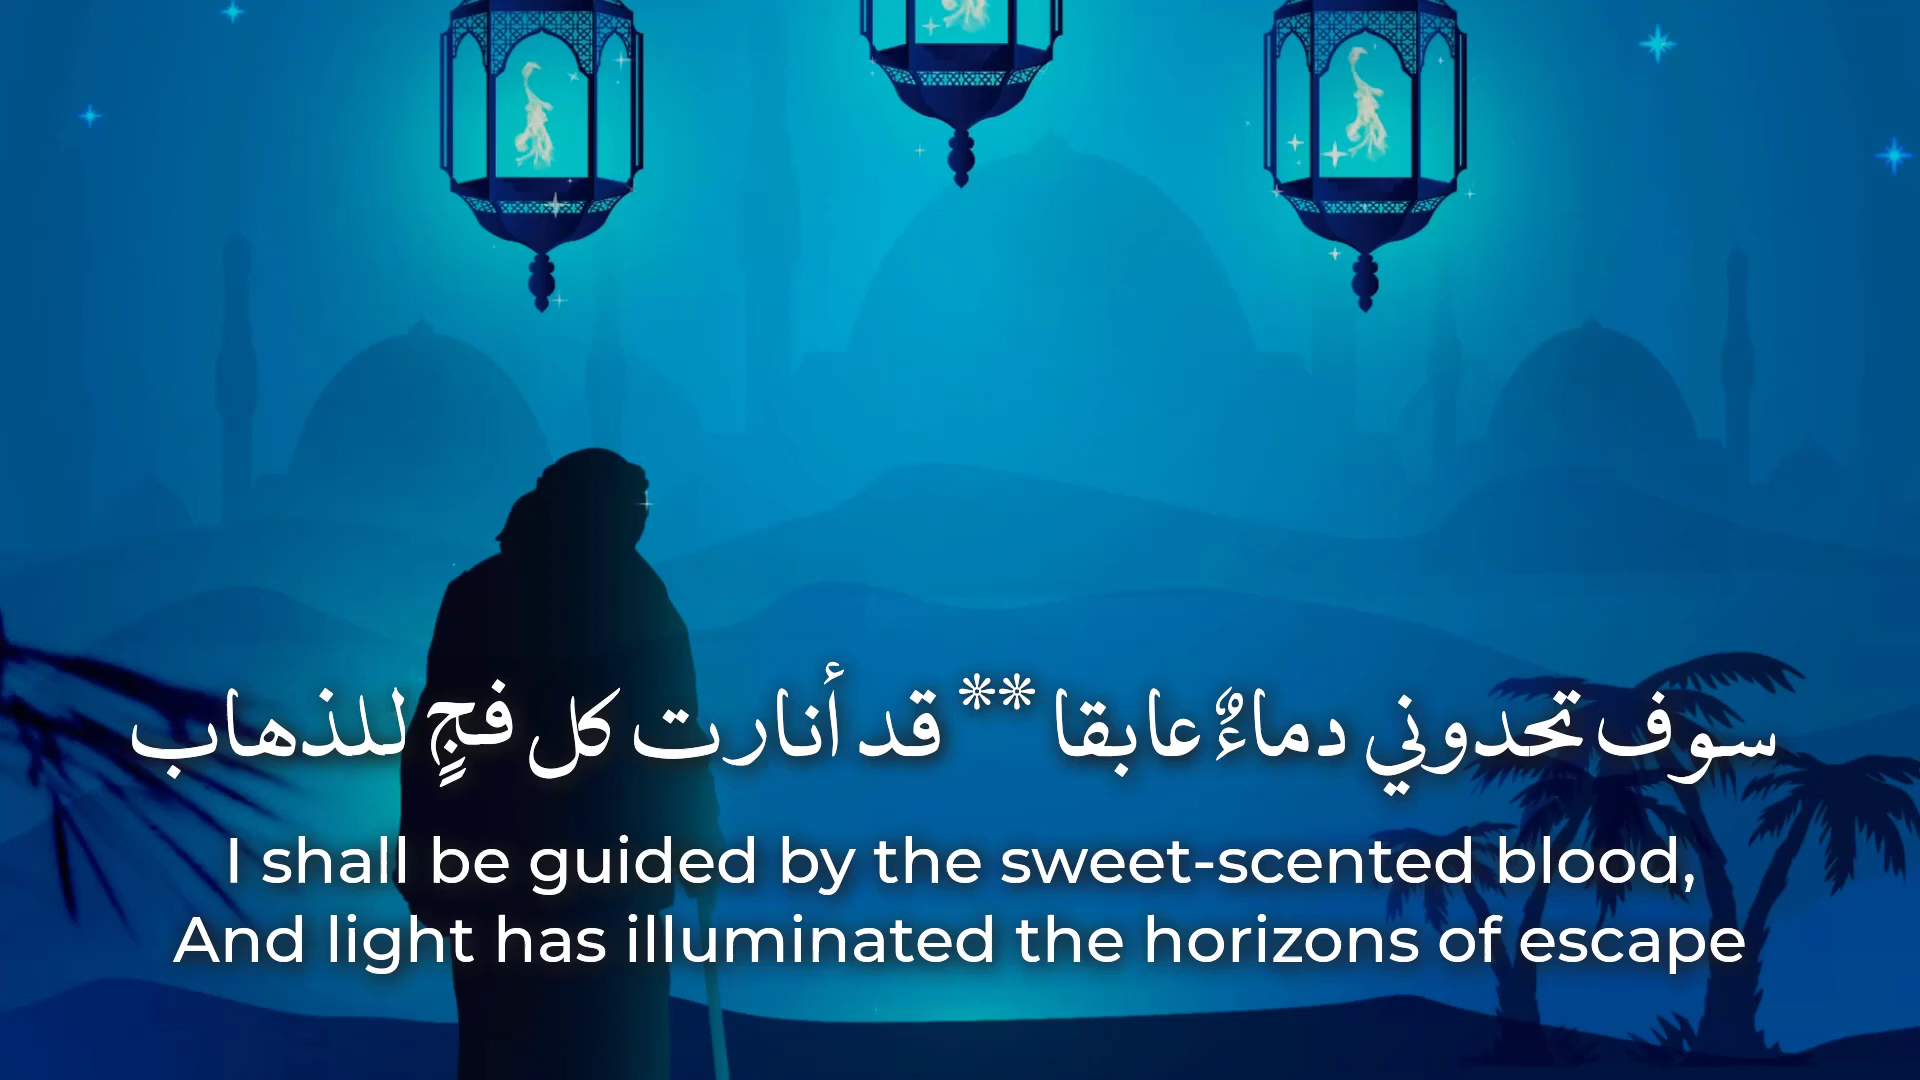 سوف تحدوني دماءٌ عابقا ** قد أنارت كل فجٍ للذهاب
I shall be guided by the sweet-scented blood,
And light has illuminated the horizons of escape